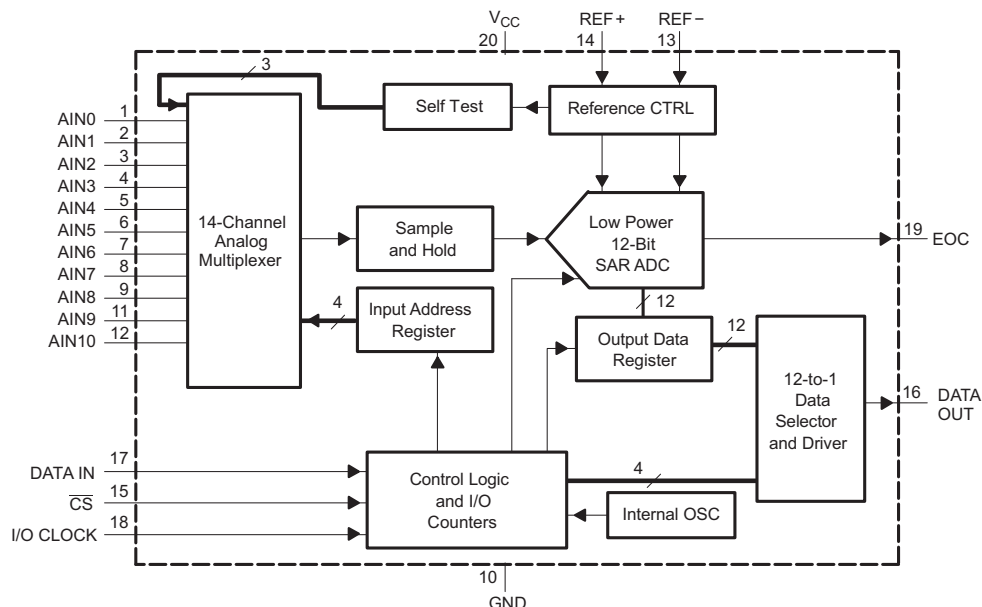 VCC
20
REF+
14
REF−
13
3
Self Test
Reference CTRL
AIN0
1
AIN1
2
AIN2
3
AIN3
4
AIN4
5
AIN5
6
AIN6
7
AIN7
8
AIN8
9
AIN9
11
AIN10
12
14-Channel
Analog
Multiplexer
Sample
and Hold
Low Power
12-Bit
SAR ADC
19
EOC
4
Input Address
Register
12
Output Data
Register
12
12-to-1
Data
Selector
and Driver
16
DATA
OUT
DATA IN
17
CS
15
I/O CLOCK
18
Control Logic
and I/O
Counters
4
Internal OSC
10
GND